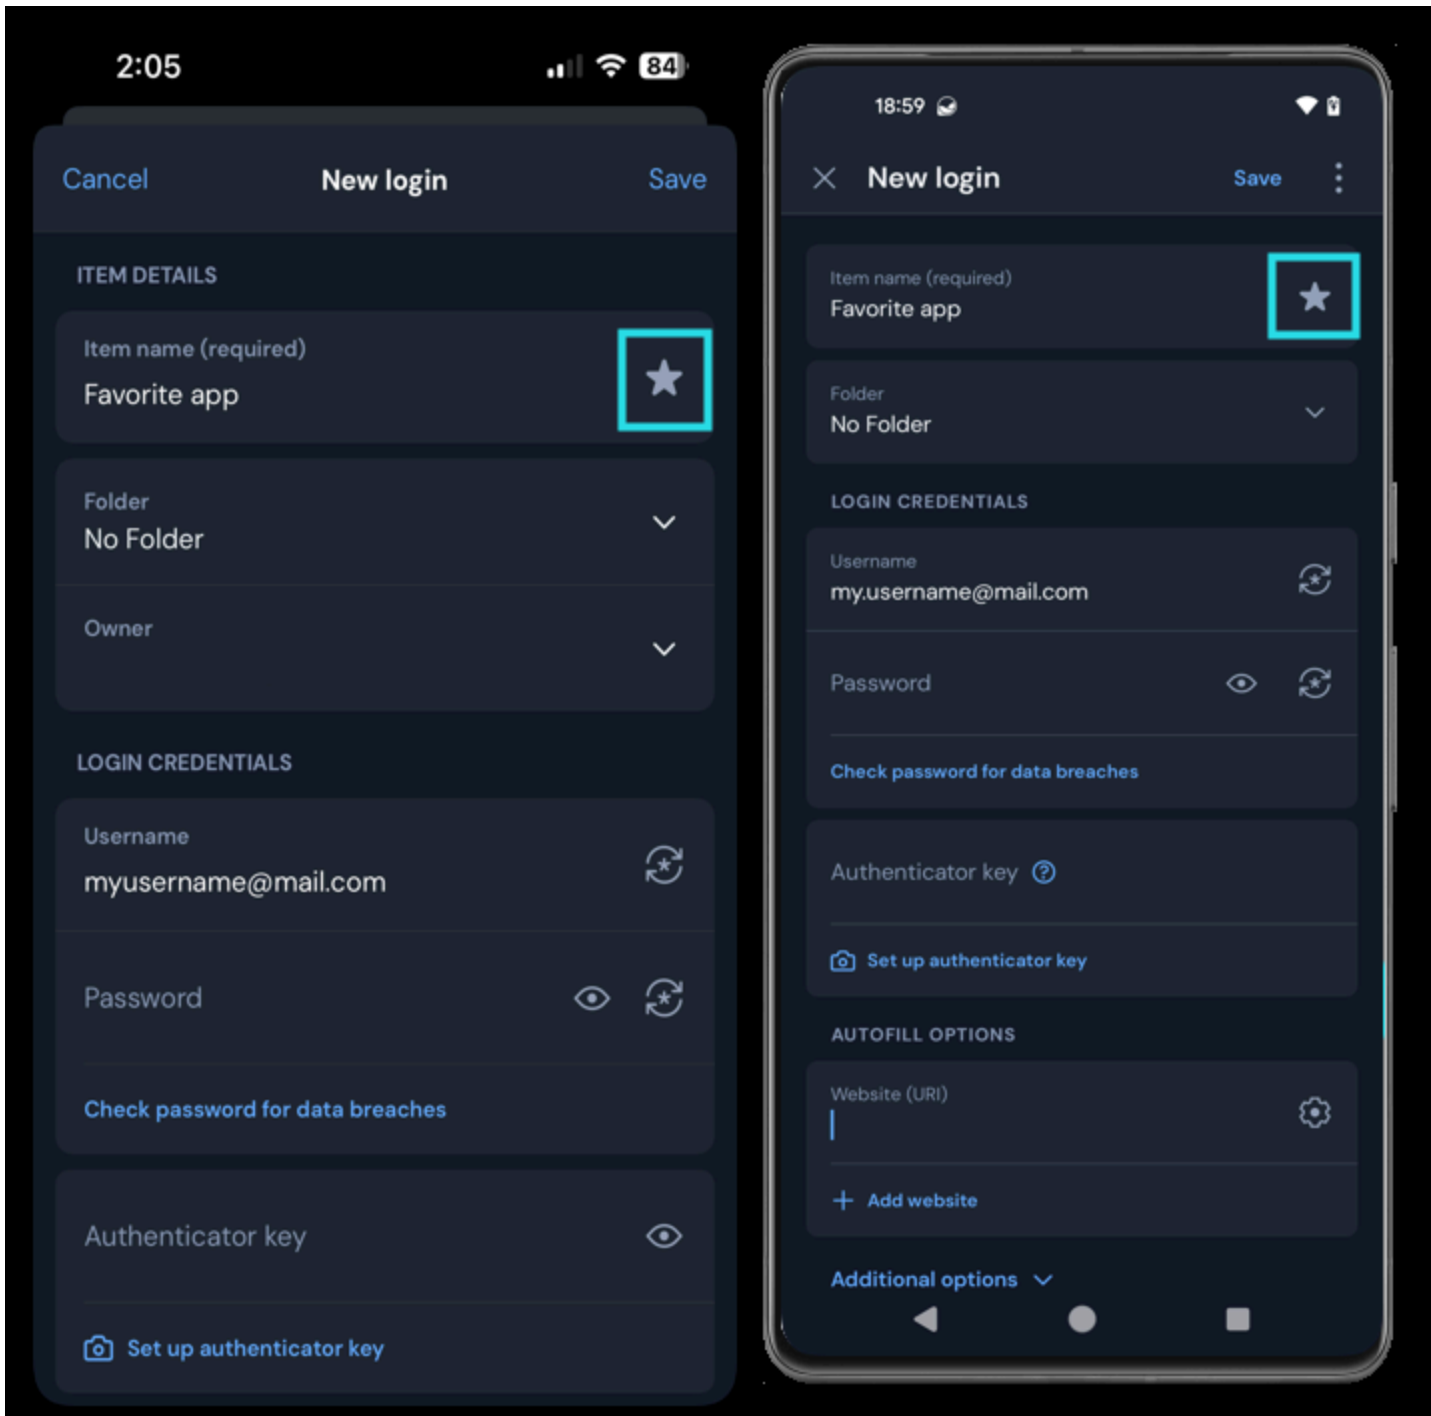 2:05
84
Cancel
New login
Save
ITEM DETAILS
Item name (required)
Favorite app
Folder
No Folder
Owner
LOGIN CREDENTIALS
Username
myusername@mail.com
Password
Check password for data breaches
Authenticator key
Set up authenticator key
18:59
New login
Save
Item name (required)
Favorite app
Folder
No Folder
LOGIN CREDENTIALS
Username
my.username@mail.com
Password
Check password for data breaches
Authenticator key
Set up authenticator key
AUTOFILL OPTIONS
Website (URI)
Add website
Additional options